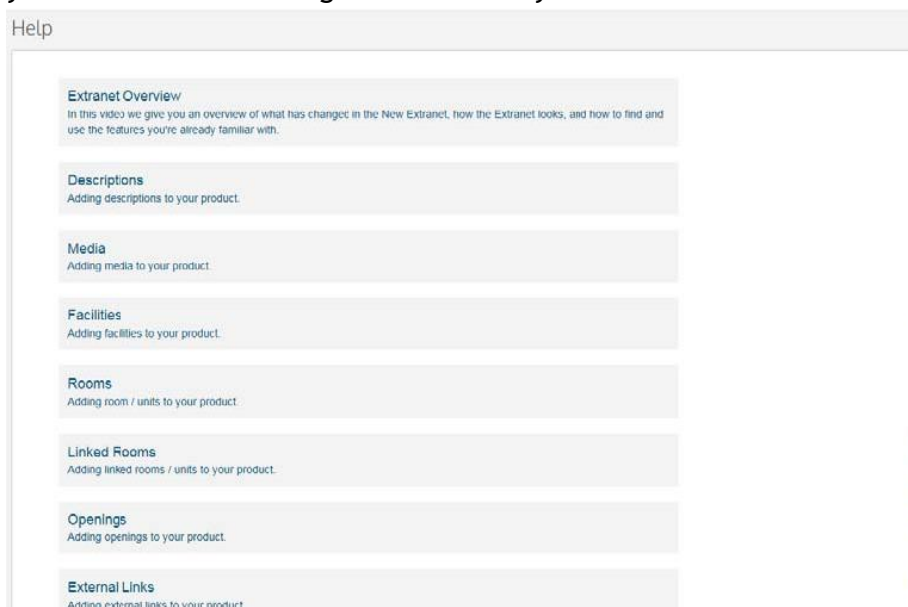 Help
Extranet Overview
In this video we give you an overview of what has changed in the New Extranet, how the Extranet looks, and how to find and
use the features you're already familiar with.
Descriptions
Adding descriptions to your product.
Media
Adding media to your product
Facilities
Adding facilities to your product.
Rooms
Adding room / units to your product
Linked Rooms
Adding linked rooms / units to your product.
Openings
Adding openings to your product.
External Links
Adding external links to your product